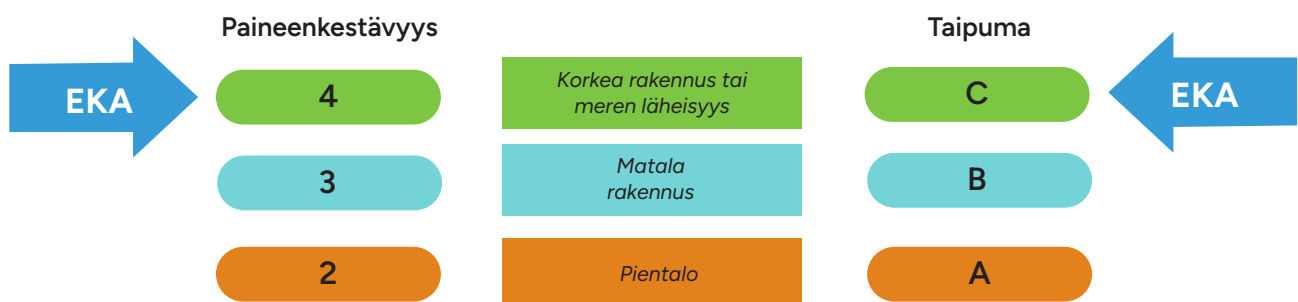 Paineenkestävyys
Taipuma
EKA
4
Korkea rakennus tai
meren läheisyys
C
EKA
3
Matala
rakennus
B
2
Pientalo
A